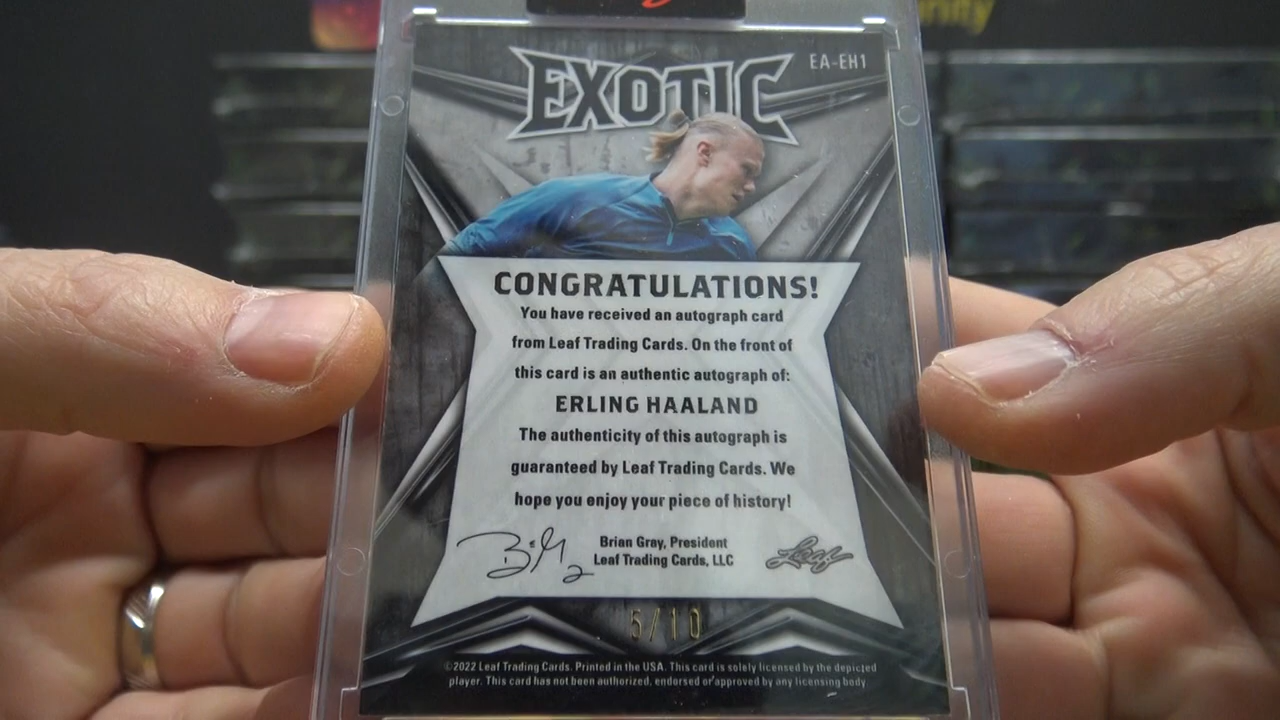 arity
EXOTIC
EA-EH1
CONGRATULATIONS!
You have received an autograph card
from Leaf Trading Cards. On the front of
this card is an authentic autograph of:
ERLING HAALAND
The authenticity of this autograph is
guaranteed by Leaf Trading Cards. We
hope you enjoy your piece of history!
Brian Gray, President
Leaf Trading Cards, LLC
Leaf
5/10
©2022 Leaf Trading Cards. Printed in the USA. This card is solely licensed by the depicted
player. This card has not been authorized, endorsed or approved by any licensing body.